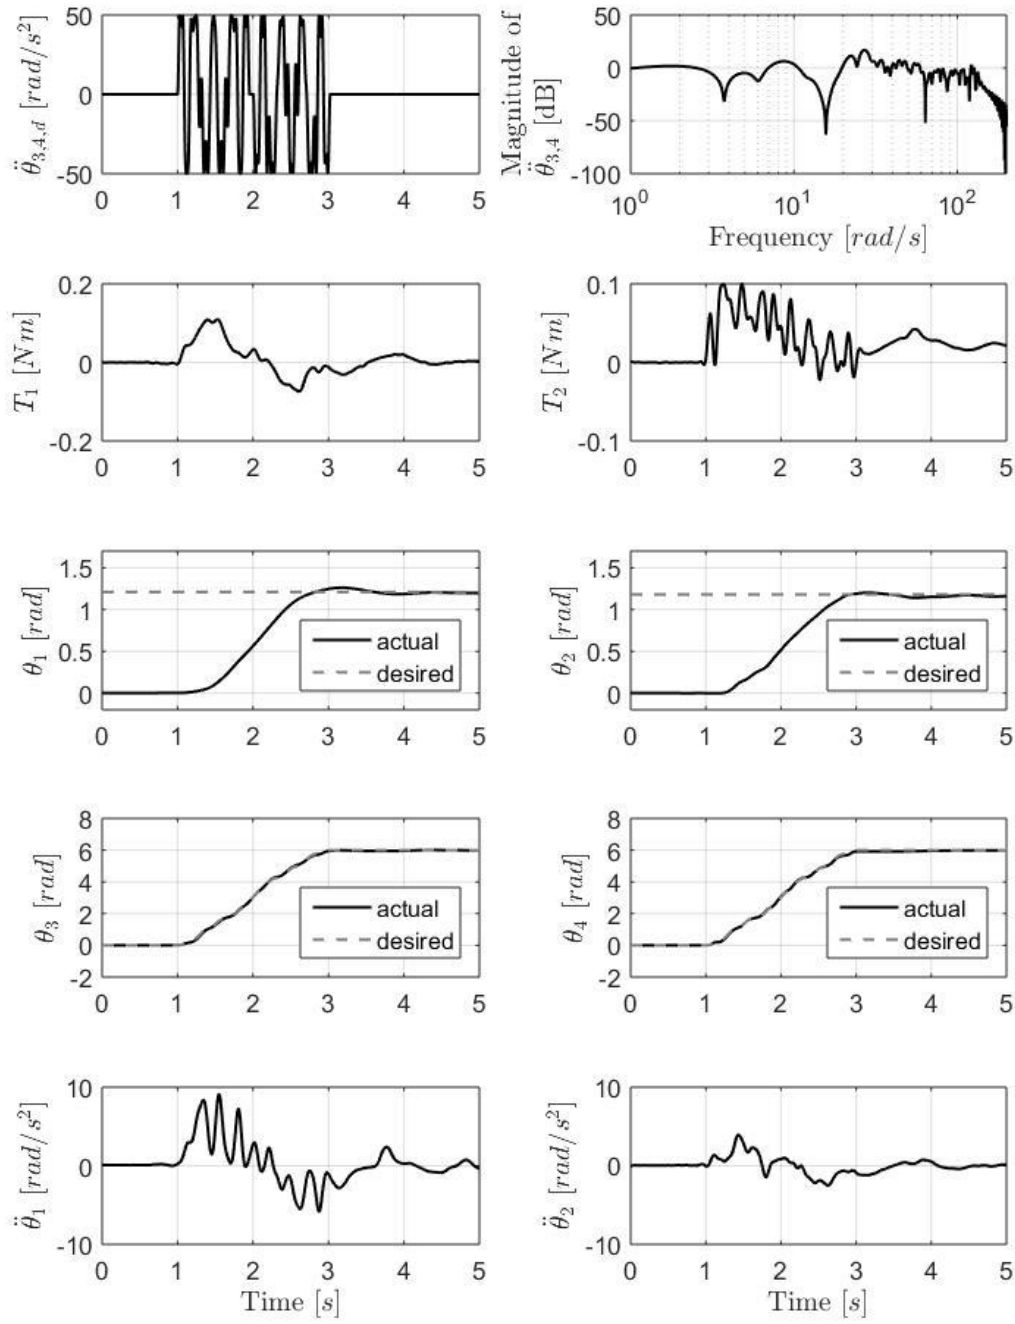 θ̈3,4,d [rad/s²]
50
0
-50
0 1 2 3 4 5
Magnitude of
θ̈3,4 [dB]
50
0
-50
-100
10⁰ 10¹ 10²
Frequency [rad/s]
T₁ [Nm]
0.2
0
-0.2
0 1 2 3 4 5
T₂ [Nm]
0.1
0
-0.1
0 1 2 3 4 5
θ₁ [rad]
1.5
1
0.5
0
actual
desired
0 1 2 3 4 5
θ₂ [rad]
1.5
1
0.5
0
actual
desired
0 1 2 3 4 5
θ₃ [rad]
8
6
4
2
0
-2
actual
desired
0 1 2 3 4 5
θ₄ [rad]
8
6
4
2
0
-2
actual
desired
0 1 2 3 4 5
θ̈₁ [rad/s²]
10
0
-10
0 1 2 3 4 5
Time [s]
θ̈₂ [rad/s²]
10
0
-10
0 1 2 3 4 5
Time [s]